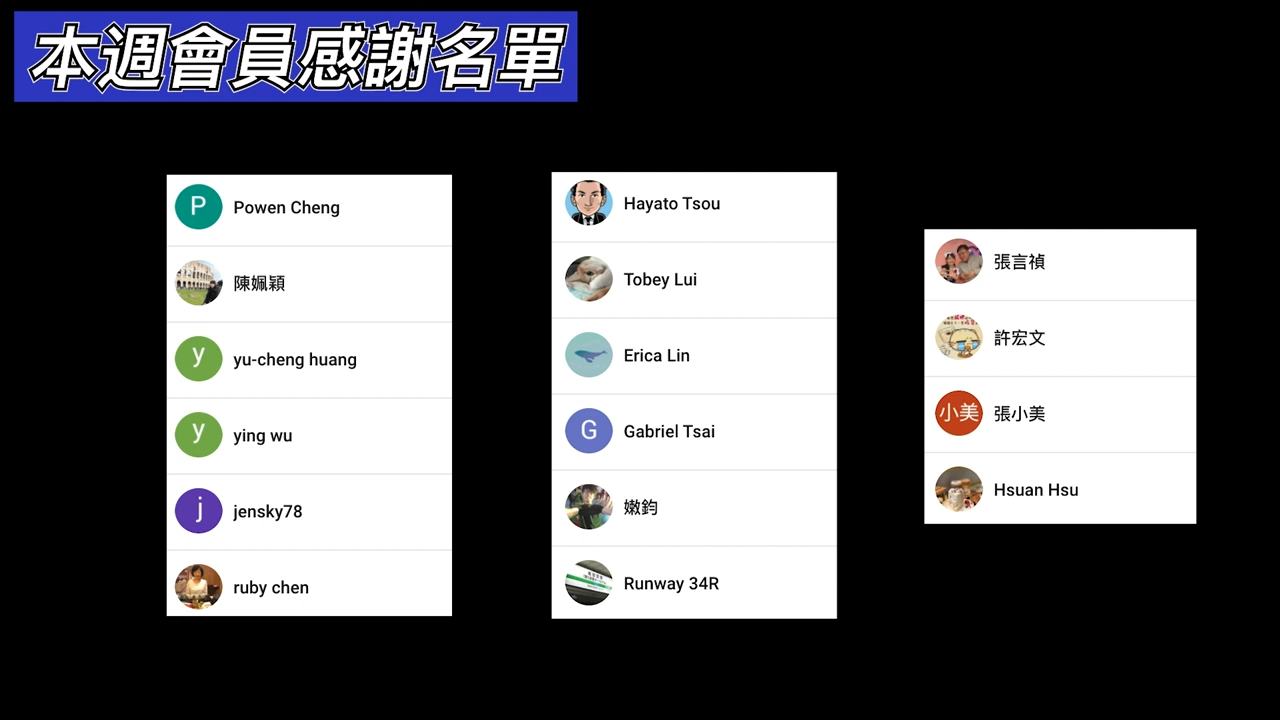 本週會員感謝名單
P Powen Cheng
陳姵穎
y yu-cheng huang
y ying wu
j jensky78
ruby chen
Hayato Tsou
Tobey Lui
Erica Lin
G Gabriel Tsai
嫩鈞
Runway 34R
張言禎
許宏文
小美 張小美
Hsuan Hsu